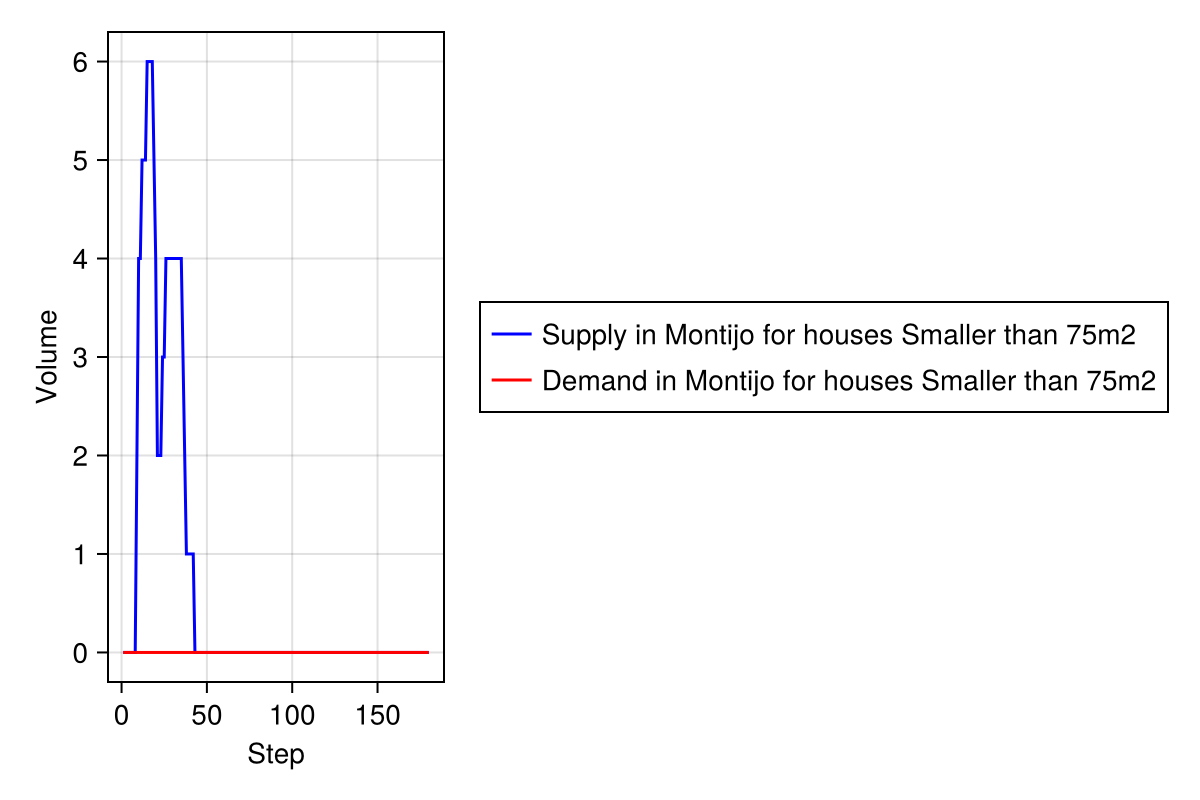 6
5
4
3
2
1
0
Volume
0 50 100 150
Step
Supply in Montijo for houses Smaller than 75m2
Demand in Montijo for houses Smaller than 75m2